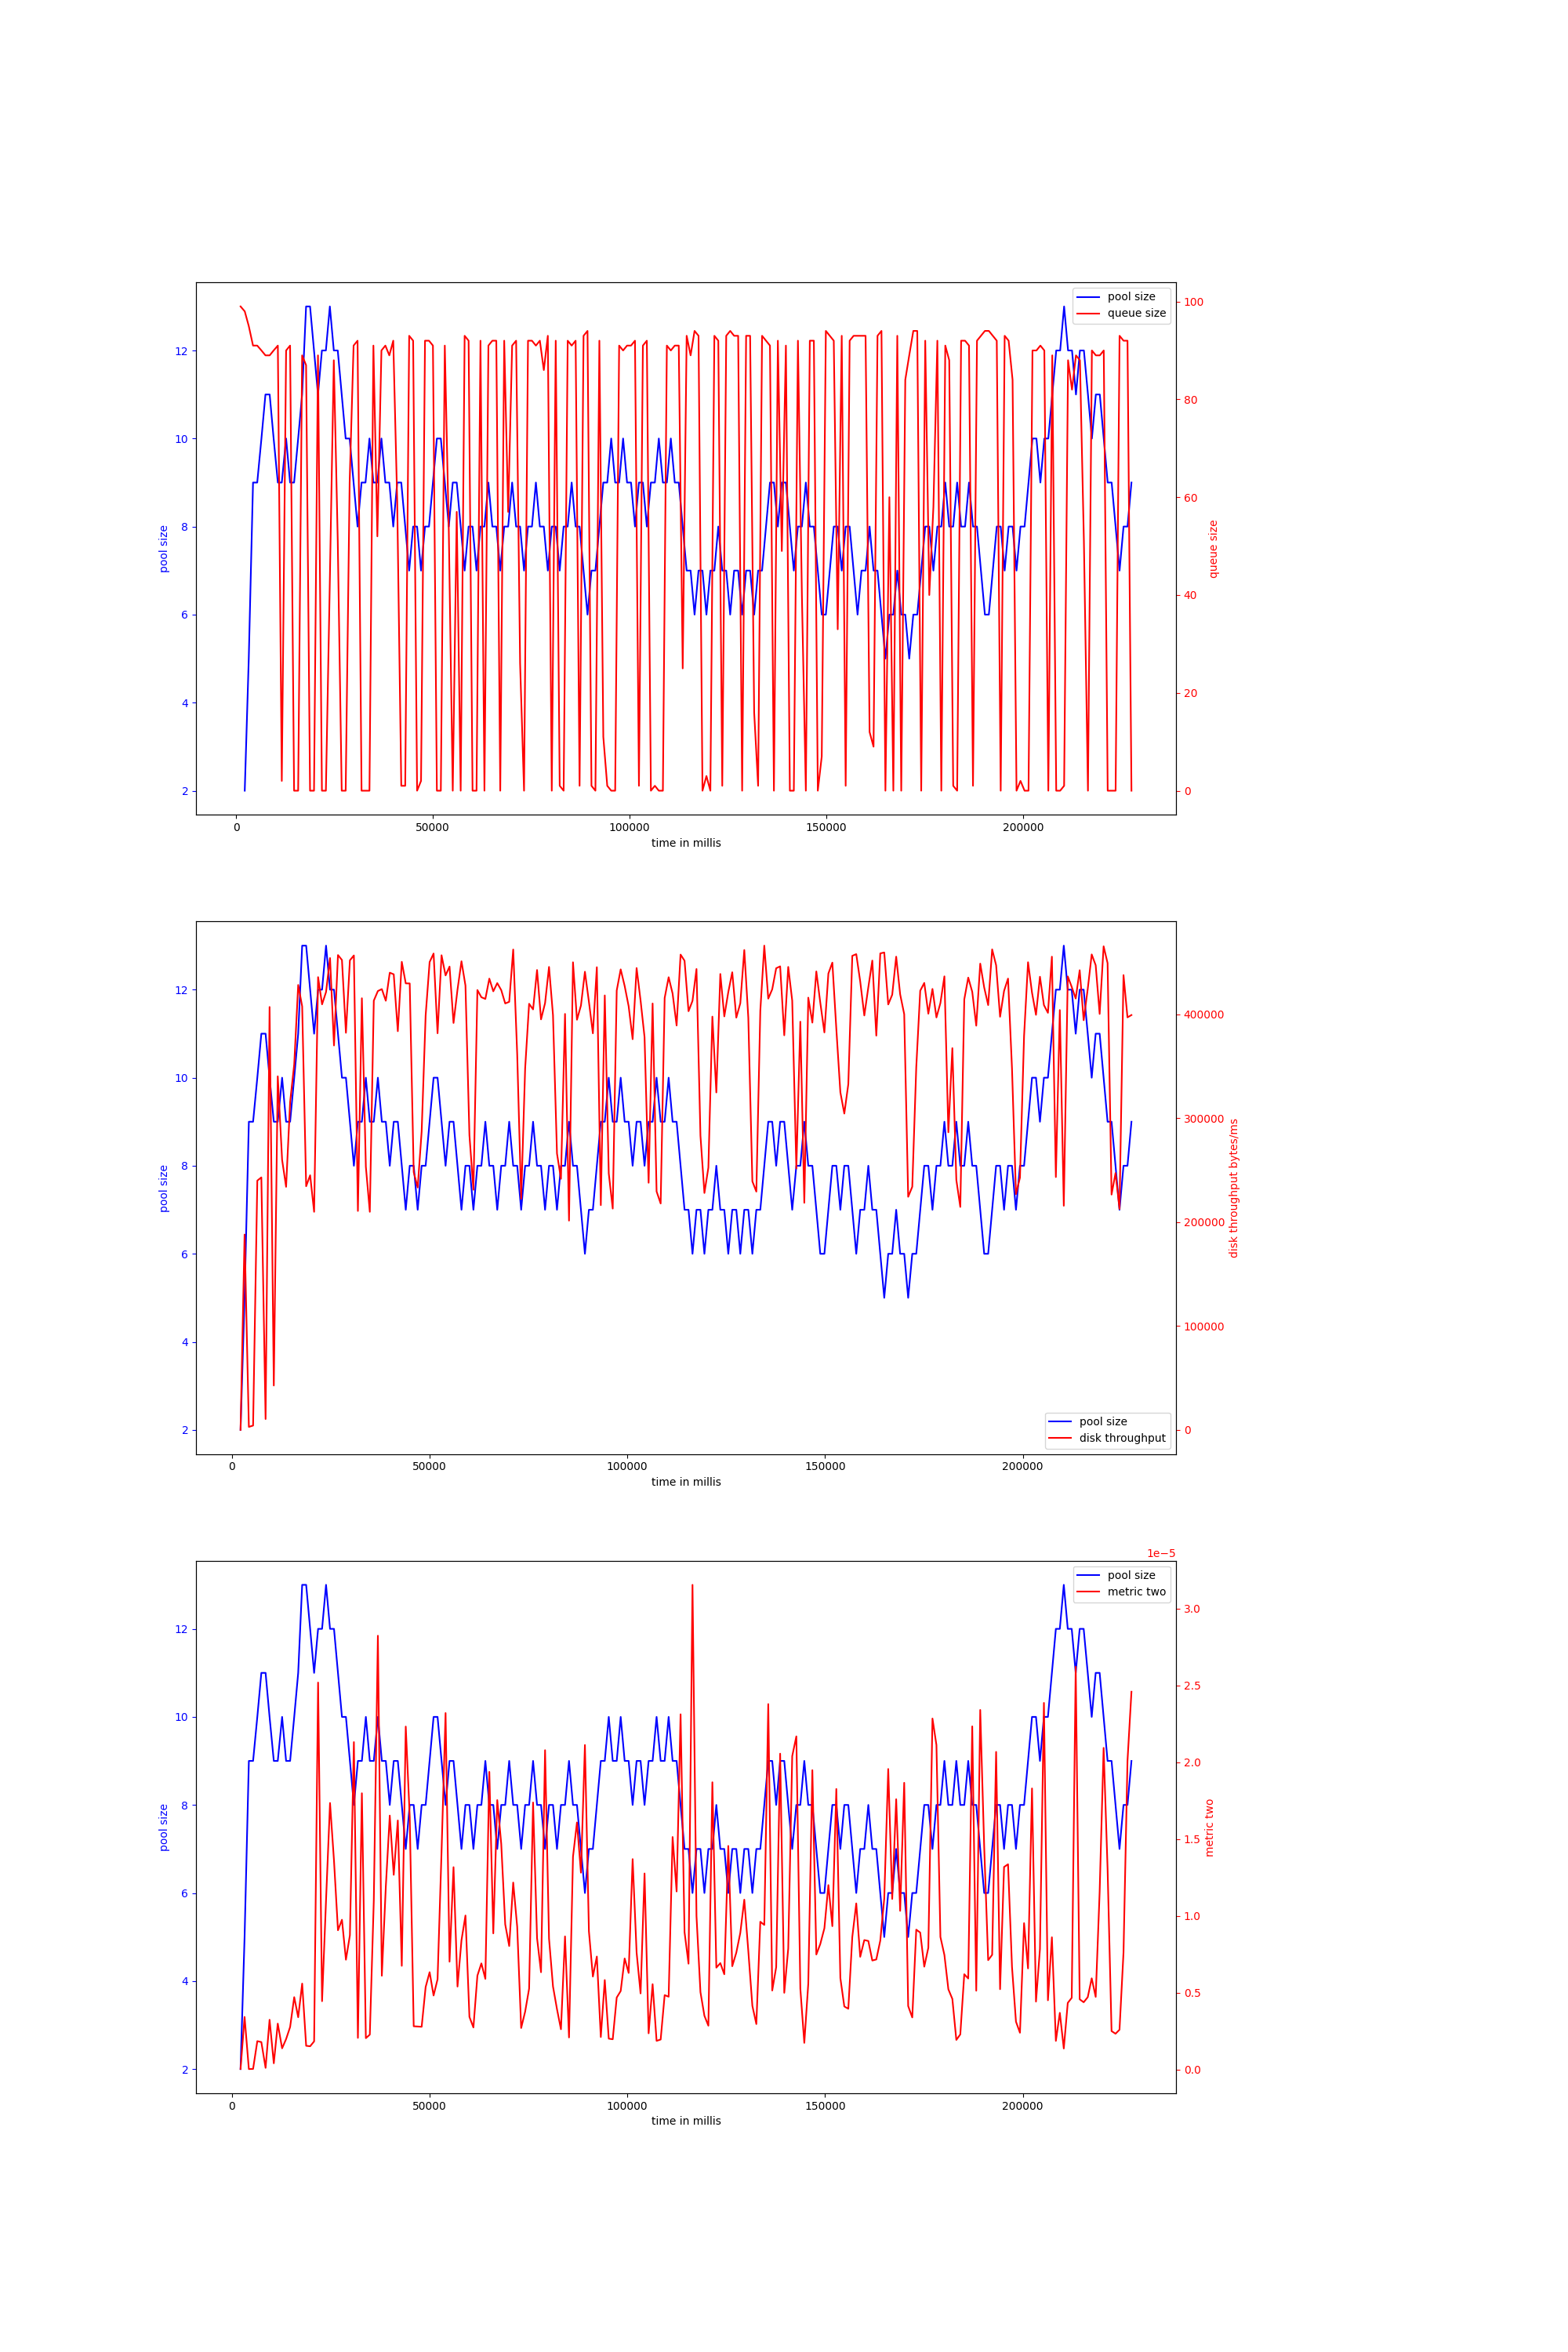 pool size
queue size
12
10
8
6
4
2
pool size
100
80
60
40
20
0
queue size
0 50000 100000 150000 200000
time in millis
12
10
8
6
4
2
pool size
400000
300000
200000
100000
0
disk throughput bytes/ms
pool size
disk throughput
0 50000 100000 150000 200000
time in millis
1e−5
pool size
metric two
12
10
8
6
4
2
pool size
3.0
2.5
2.0
1.5
1.0
0.5
0.0
metric two
0 50000 100000 150000 200000
time in millis